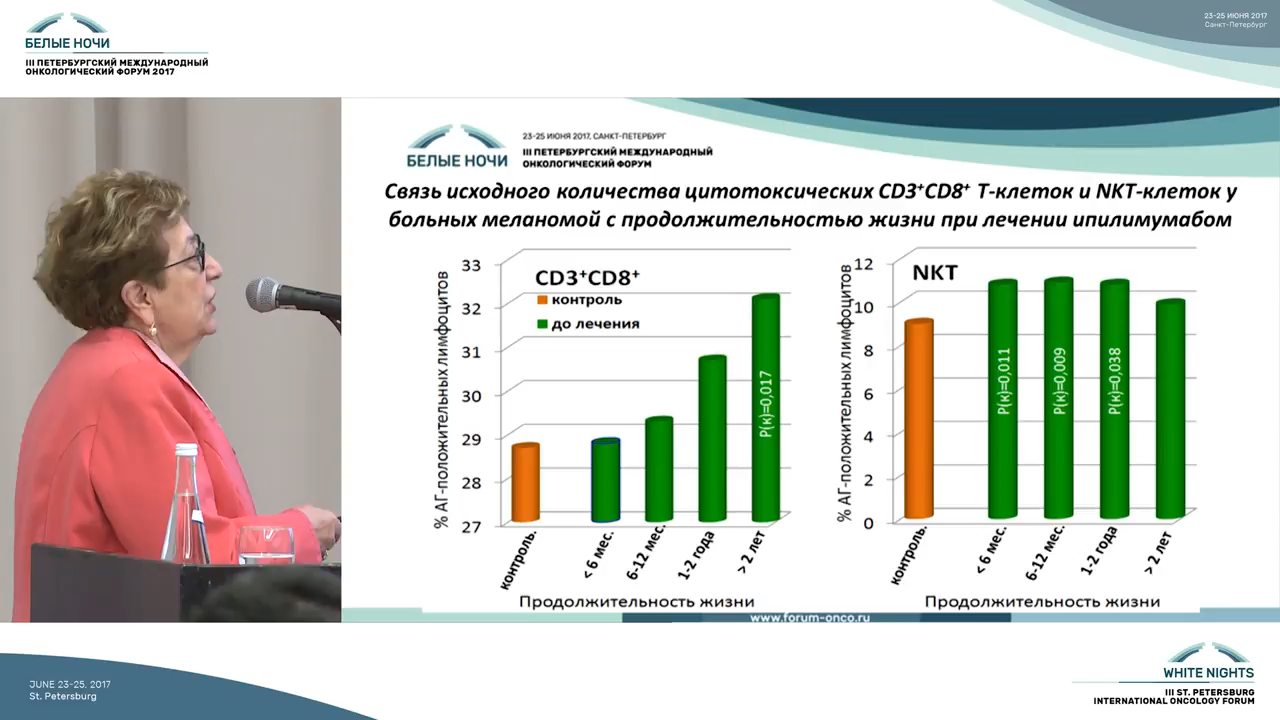 БЕЛЫЕ НОЧИ
III ПЕТЕРБУРГСКИЙ МЕЖДУНАРОДНЫЙ
ОНКОЛОГИЧЕСКИЙ ФОРУМ 2017
23-25 ИЮНЯ 2017
Санкт-Петербург
БЕЛЫЕ НОЧИ
23-25 ИЮНЯ 2017, САНКТ-ПЕТЕРБУРГ
III ПЕТЕРБУРГСКИЙ МЕЖДУНАРОДНЫЙ
ОНКОЛОГИЧЕСКИЙ ФОРУМ
Связь исходного количества цитотоксических CD3⁺CD8⁺ Т-клеток и NKT-клеток у
больных меланомой с продолжительностью жизни при лечении ипилимумабом
% АГ-положительных лимфоцитов
33
32
31
30
29
28
27
CD3⁺CD8⁺
контроль
до лечения
P(к)=0,017
контроль.
< 6 мес.
6-12 мес.
1-2 года
> 2 лет
Продолжительность жизни
% АГ-положительных лимфоцитов
12
10
8
6
4
2
0
NKT
P(к)=0,011
P(к)=0,009
P(к)=0,038
контроль.
< 6 мес.
6-12 мес.
1-2 года
> 2 лет
Продолжительность жизни
www.forum-onco.ru
JUNE 23-25, 2017
St. Petersburg
WHITE NIGHTS
III ST. PETERSBURG
INTERNATIONAL ONCOLOGY FORUM